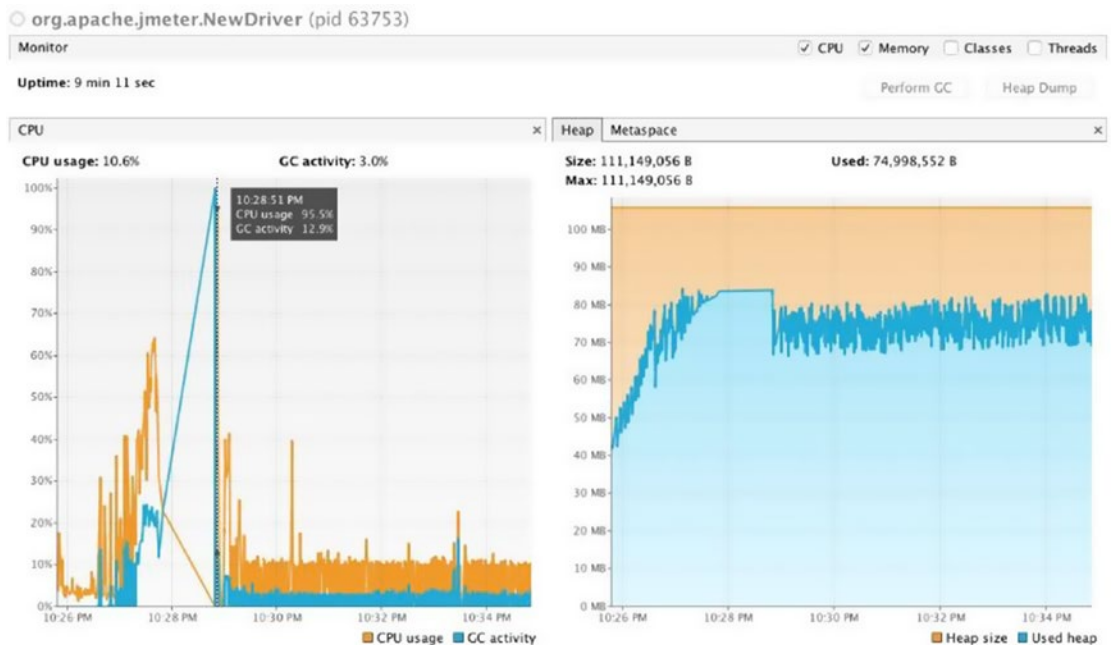 org.apache.jmeter.NewDriver (pid 63753)
Monitor
CPU Memory Classes Threads
Uptime: 9 min 11 sec
Perform GC Heap Dump
CPU ×
CPU usage: 10.6% GC activity: 3.0%
100%
90%
80%
70%
60%
50%
40%
30%
20%
10%
0%
10:28:51 PM
CPU usage 95.5%
GC activity 12.9%
10:26 PM 10:28 PM 10:30 PM 10:32 PM 10:34 PM
CPU usage GC activity
Heap Metaspace ×
Size: 111,149,056 B Used: 74,998,552 B
Max: 111,149,056 B
100 MB
90 MB
80 MB
70 MB
60 MB
50 MB
40 MB
30 MB
20 MB
10 MB
0 MB
10:26 PM 10:28 PM 10:30 PM 10:32 PM 10:34 PM
Heap size Used heap